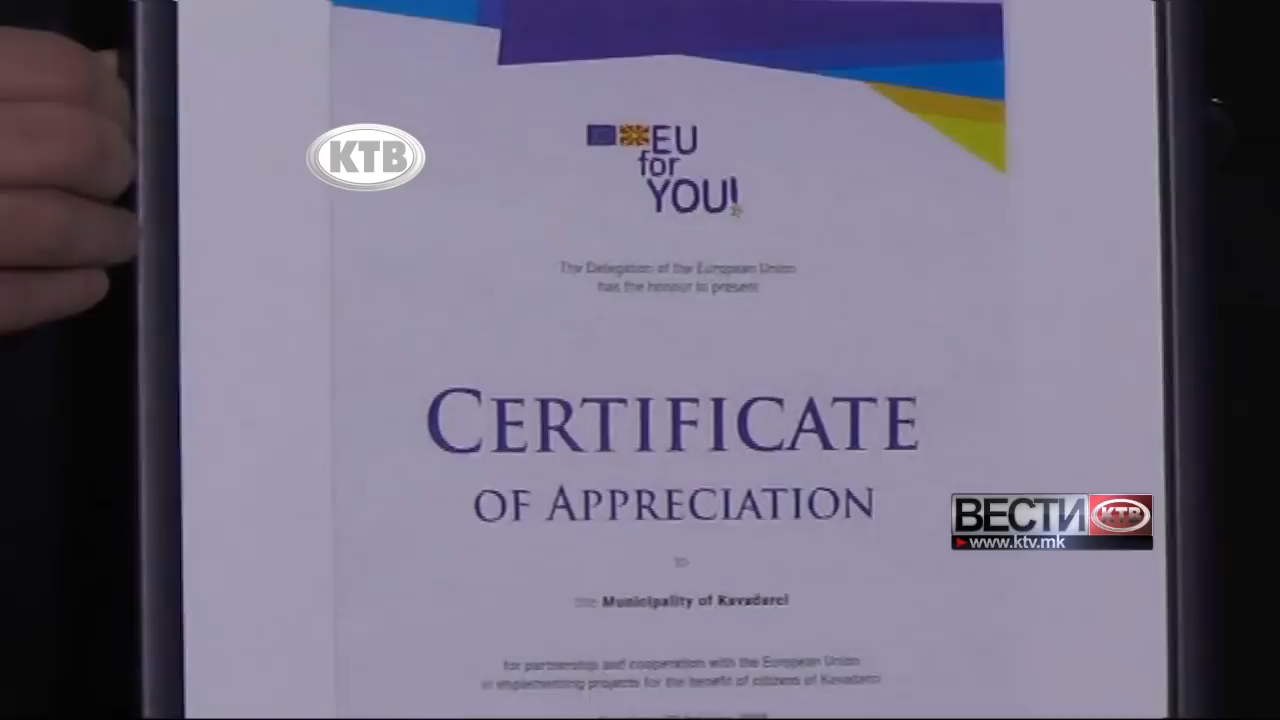 EU
for
YOU!
КТВ
The Delegation of the European Union
has the honour to present
CERTIFICATE
OF APPRECIATION
to
the Municipality of Kavadarci
ВЕСТИ КТВ
www.ktv.mk
for partnership and cooperation with the European Union
in implementing projects for the benefit of citizens of Kavadarci